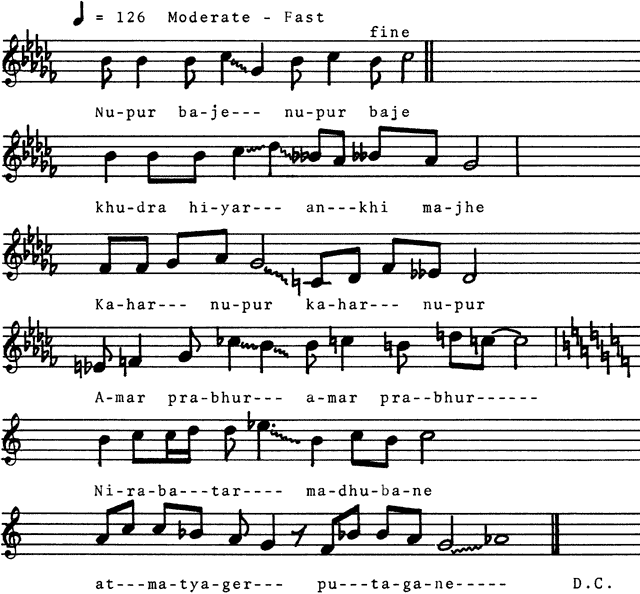 ♩ = 126 Moderate - Fast
fine
Nu-pur ba-je--- nu-pur baje
khu-dra hi-yar--- an---khi ma-jhe
Ka-har--- nu-pur ka-har--- nu-pur
A-mar pra-bhur--- a-mar pra--bhur------
Ni-ra-ba---tar---- ma-dhu-ba-ne
at---ma-tya-ger--- pu---ta-ga-ne----- D.C.